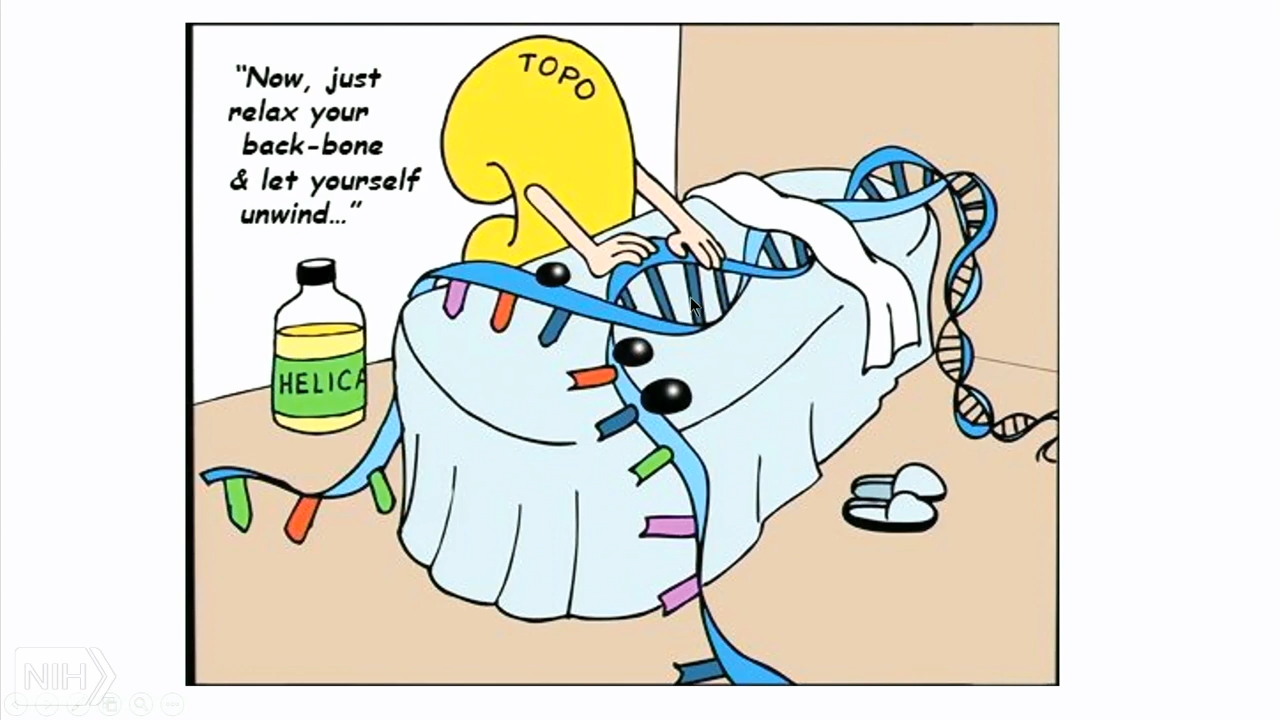 "Now, just
relax your
back-bone
& let yourself
unwind..."
TOPO
HELICA
NIH